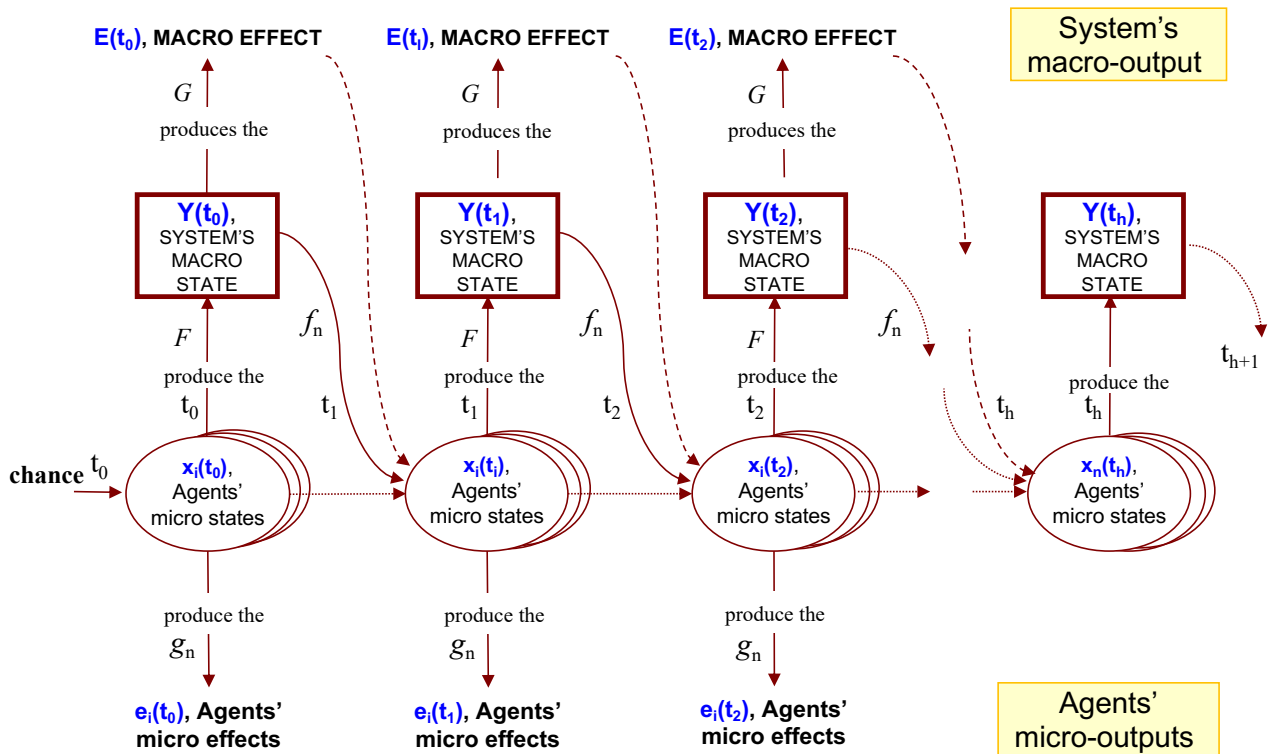 E(t0), MACRO EFFECT
E(tl), MACRO EFFECT
E(t2), MACRO EFFECT
System’s
macro-output
G
G
G
produces the
produces the
produces the
Y(t0),
SYSTEM’S
MACRO
STATE
Y(t1),
SYSTEM’S
MACRO
STATE
Y(t2),
SYSTEM’S
MACRO
STATE
Y(th),
SYSTEM’S
MACRO
STATE
F
fn
F
fn
F
fn
th+1
produce the
produce the
produce the
produce the
t0
t1
t1
t2
t2
th
th
chance t0
xi(t0),
Agents’
micro states
xi(ti),
Agents’
micro states
xi(t2),
Agents’
micro states
xn(th),
Agents’
micro states
produce the
produce the
produce the
gn
gn
gn
ei(t0), Agents’
micro effects
ei(t1), Agents’
micro effects
ei(t2), Agents’
micro effects
Agents’
micro-outputs